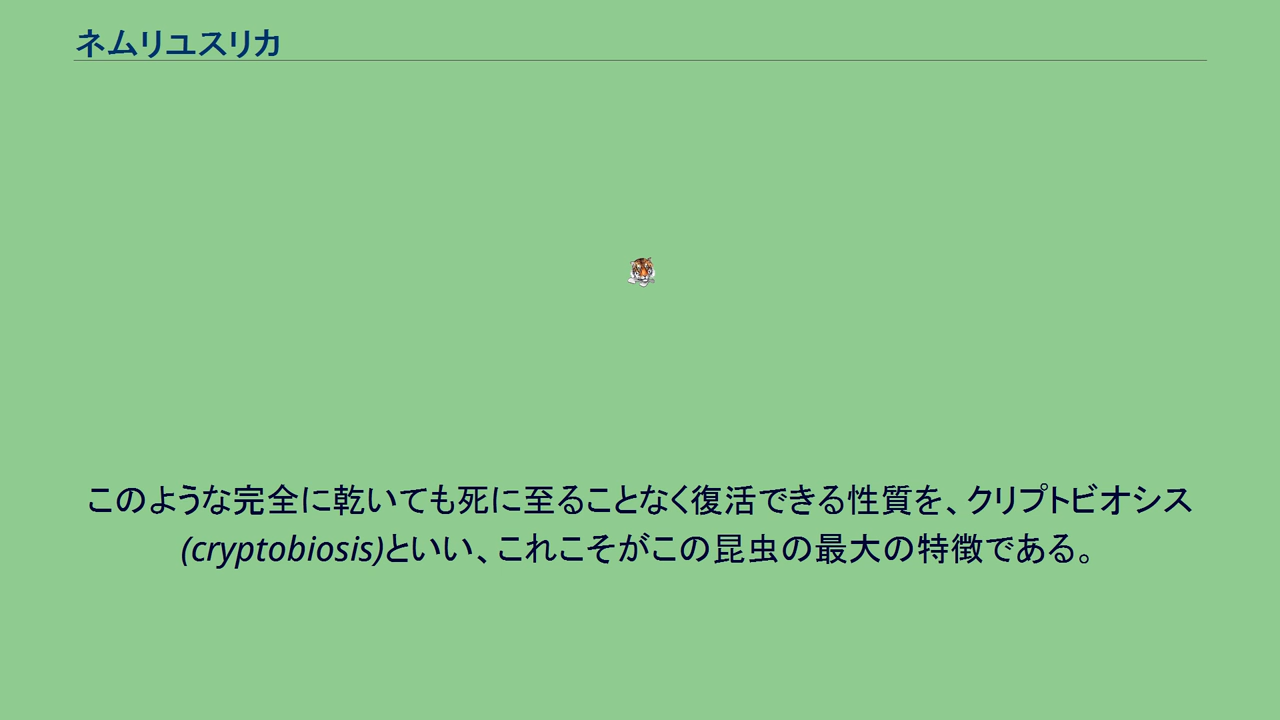 ネムリユスリカ
このような完全に乾いても死に至ることなく復活できる性質を、クリプトビオシス
(cryptobiosis)といい、これこそがこの昆虫の最大の特徴である。